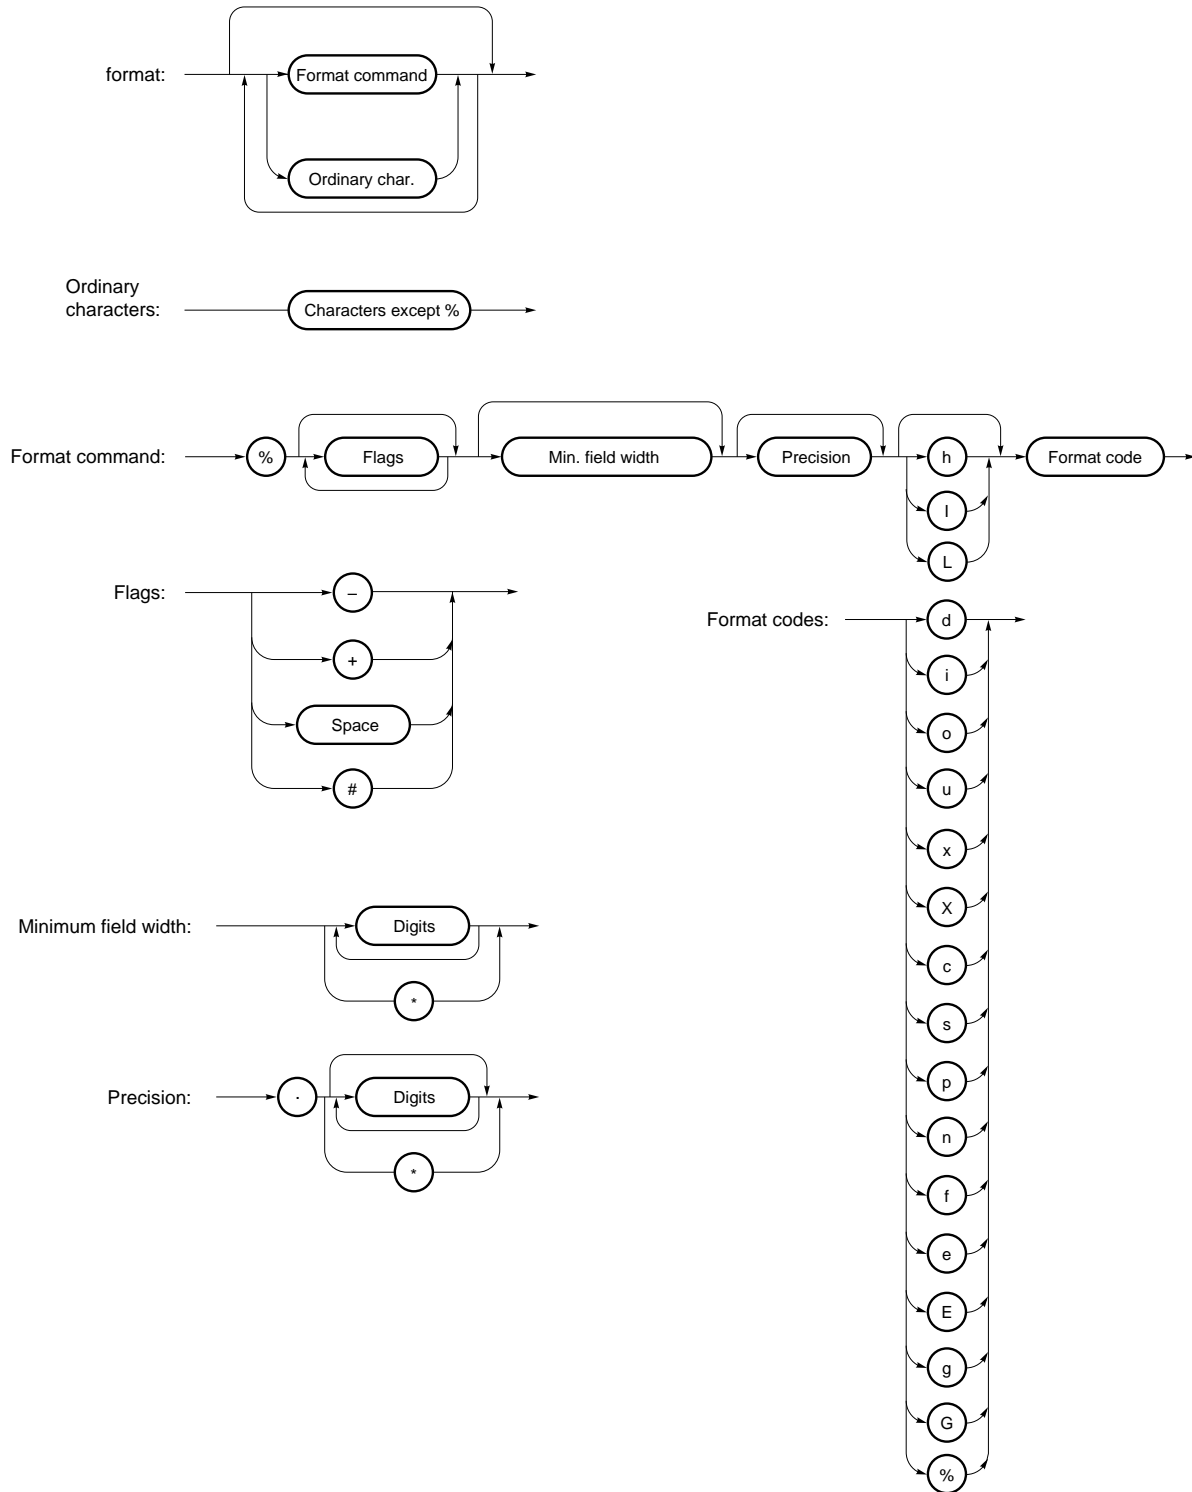 format:
Format command
Ordinary char.
Ordinary
characters:
Characters except %
Format command:
%
Flags
Min. field width
Precision
h
l
L
Format code
Flags:
–
+
Space
#
Format codes:
d
i
o
u
x
X
c
s
p
n
f
e
E
g
G
%
Minimum field width:
Digits
*
Precision:
.
Digits
*